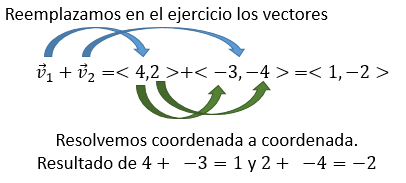 Reemplazamos en el ejercicio los vectores
v⃗₁ + v⃗₂ =< 4,2 >+< −3, −4 > =< 1, −2 >
Resolvemos coordenada a coordenada.
Resultado de 4 + −3 = 1 y 2 + −4 = −2